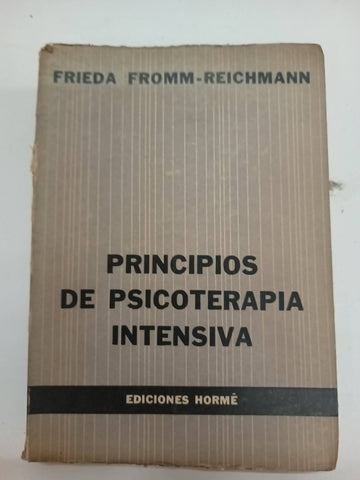 FRIEDA FROMM-REICHMANN
PRINCIPIOS
DE PSICOTERAPIA
INTENSIVA
EDICIONES HORMÉ